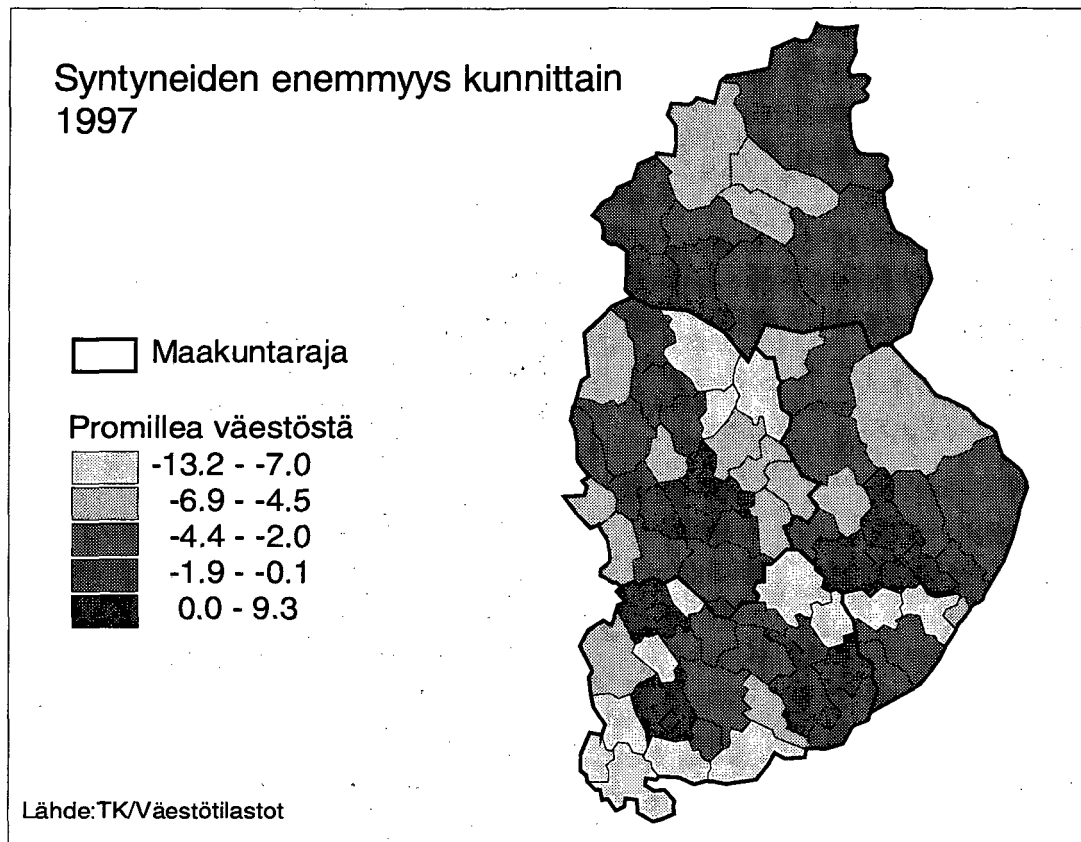 Syntyneiden enemmyys kunnittain
1997
Maakuntaraja
Promillea väestöstä
-13.2 - -7.0
-6.9 - -4.5
-4.4 - -2.0
-1.9 - -0.1
0.0 - 9.3
Lähde:TK/Väestötilastot